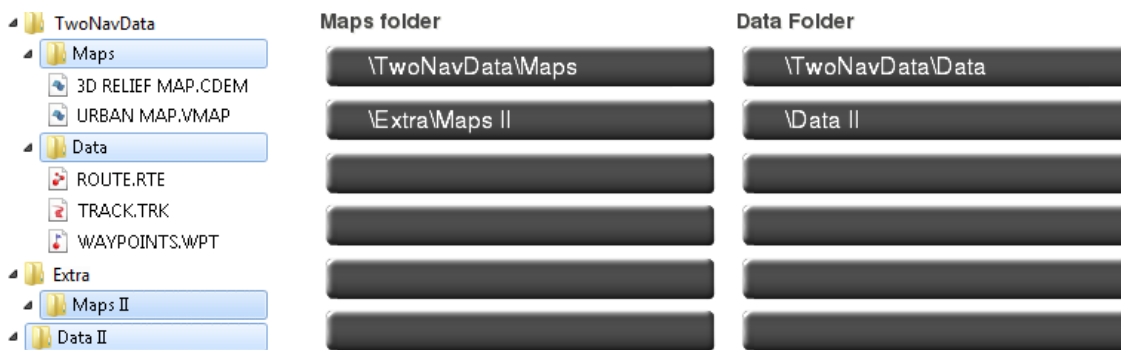 TwoNavData
Maps
3D RELIEF MAP.CDEM
URBAN MAP.VMAP
Data
ROUTE.RTE
TRACK.TRK
WAYPOINTS.WPT
Extra
Maps II
Data II
Maps folder
\TwoNavData\Maps
\Extra\Maps II
Data Folder
\TwoNavData\Data
\Data II